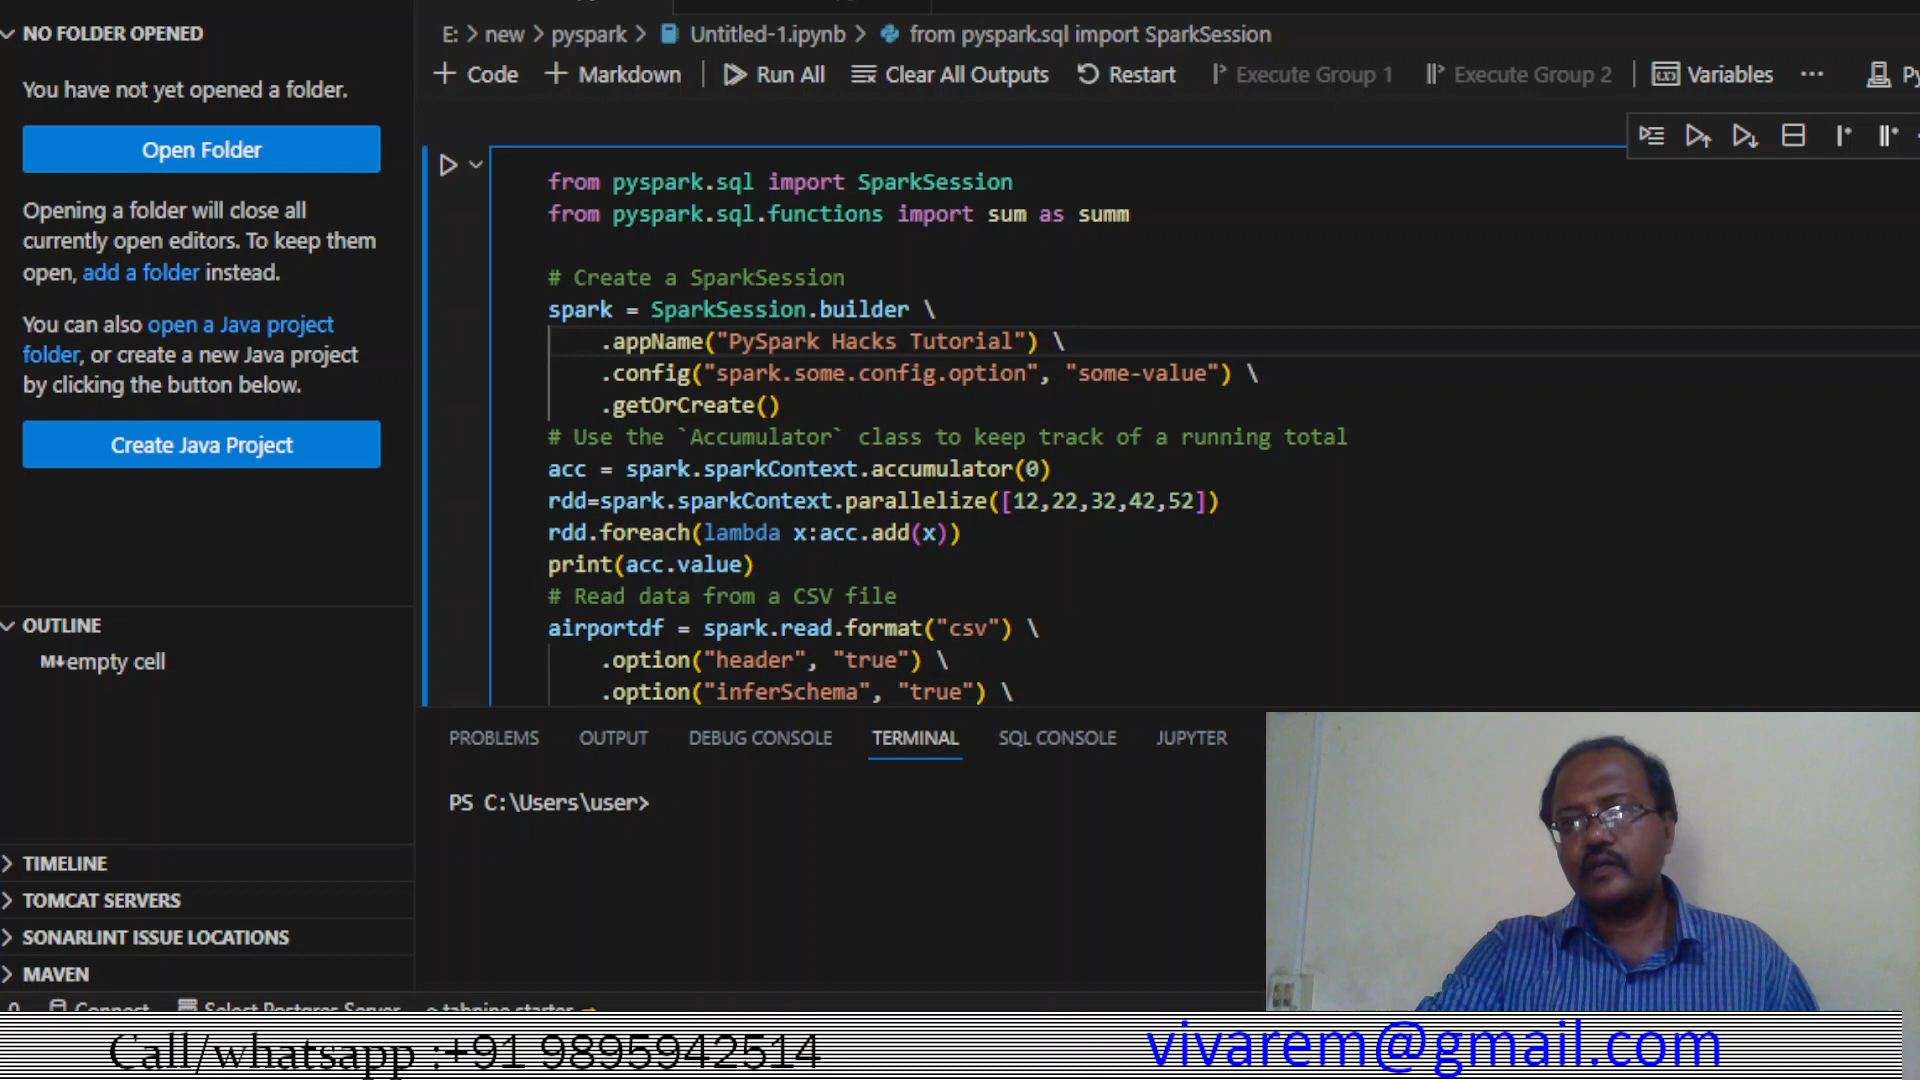 NO FOLDER OPENED
You have not yet opened a folder.
Open Folder
Opening a folder will close all
currently open editors. To keep them
open, add a folder instead.
You can also open a Java project
folder, or create a new Java project
by clicking the button below.
Create Java Project
OUTLINE
M↓empty cell
TIMELINE
TOMCAT SERVERS
SONARLINT ISSUE LOCATIONS
MAVEN
0 Connect Select Postgres Server tabnine starter
E: > new > pyspark > Untitled-1.ipynb > from pyspark.sql import SparkSession
+ Code + Markdown | Run All Clear All Outputs Restart Execute Group 1 Execute Group 2 | Variables ... Py
from pyspark.sql import SparkSession
from pyspark.sql.functions import sum as summ
# Create a SparkSession
spark = SparkSession.builder \
.appName("PySpark Hacks Tutorial") \
.config("spark.some.config.option", "some-value") \
.getOrCreate()
# Use the `Accumulator` class to keep track of a running total
acc = spark.sparkContext.accumulator(0)
rdd=spark.sparkContext.parallelize([12,22,32,42,52])
rdd.foreach(lambda x:acc.add(x))
print(acc.value)
# Read data from a CSV file
airportdf = spark.read.format("csv") \
.option("header", "true") \
.option("inferSchema", "true") \
PROBLEMS OUTPUT DEBUG CONSOLE TERMINAL SQL CONSOLE JUPYTER
PS C:\Users\user>
Call/whatsapp :+91 9895942514
vivarem@gmail.com